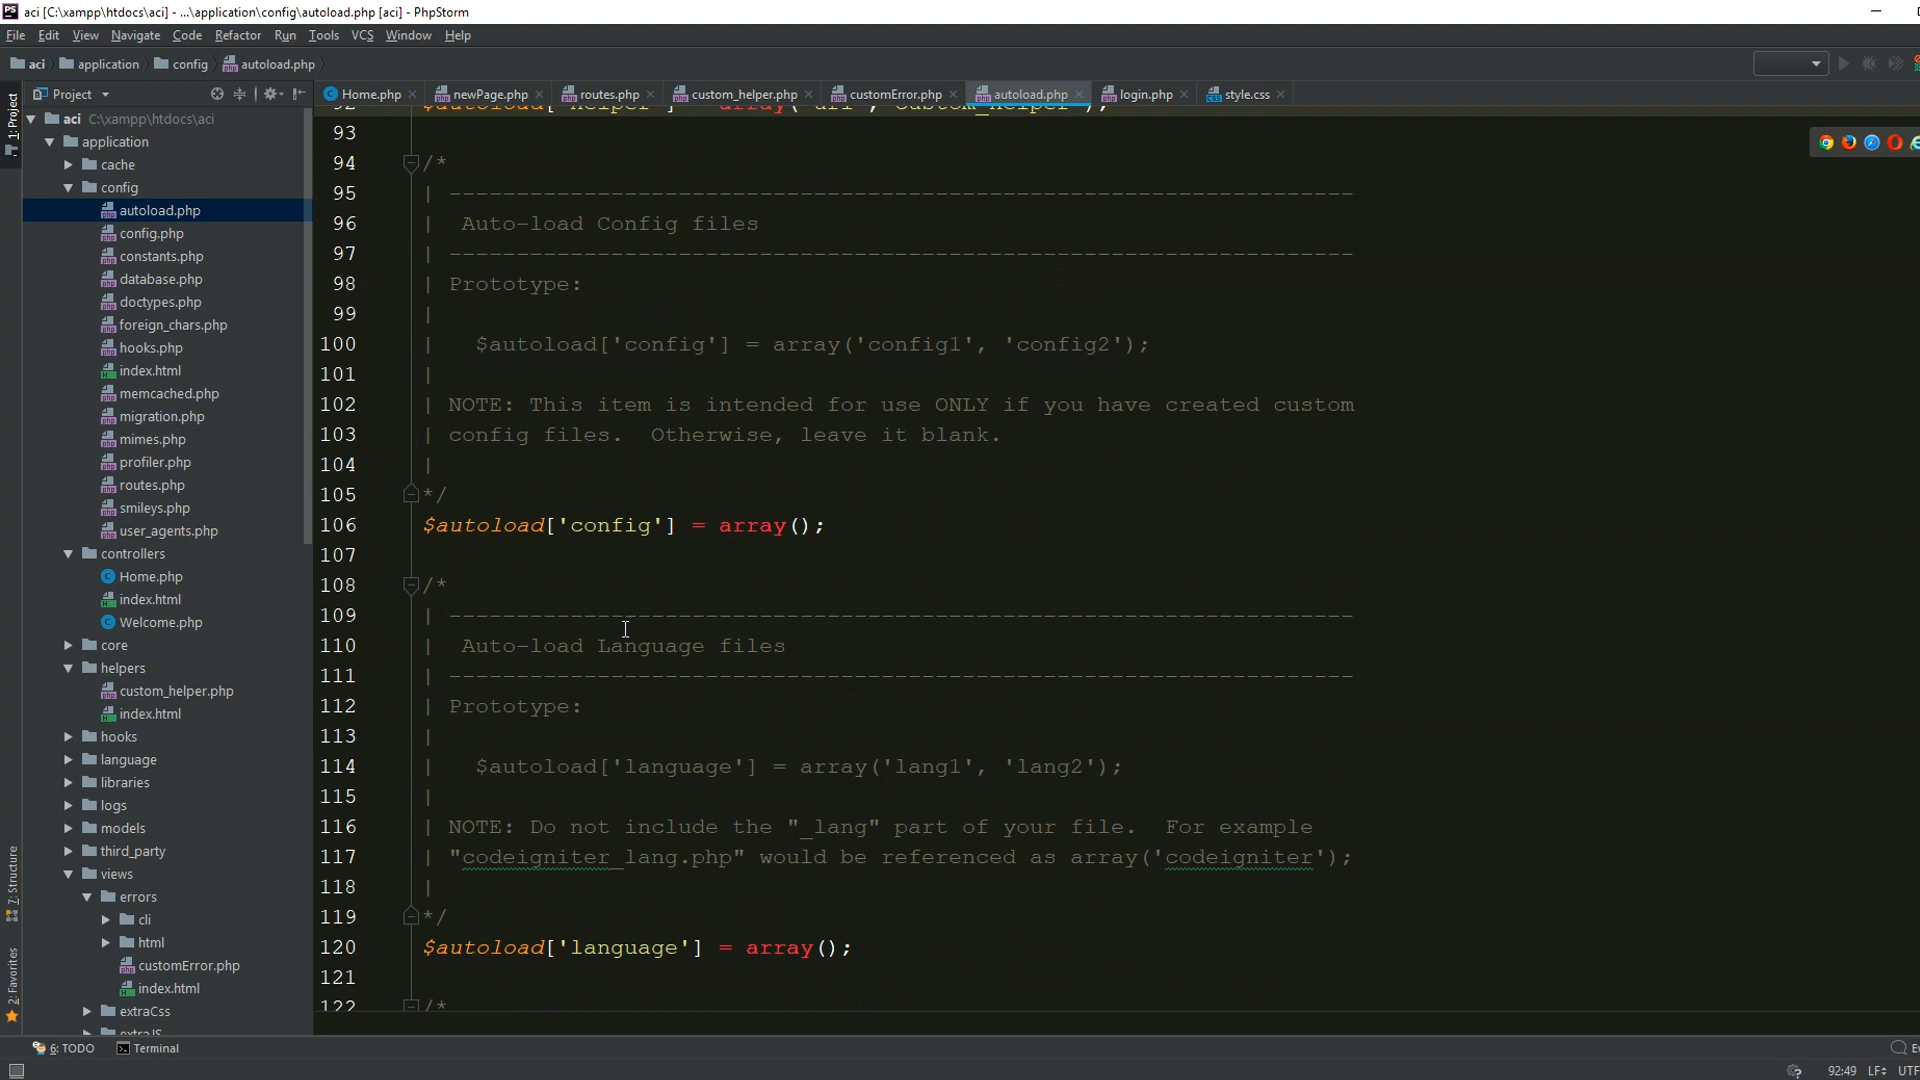 aci [C:\xampp\htdocs\aci] - ...\application\config\autoload.php [aci] - PhpStorm
File Edit View Navigate Code Refactor Run Tools VCS Window Help
aci application config autoload.php
Project
Home.php newPage.php routes.php custom_helper.php customError.php autoload.php login.php style.css
1: Project
7: Structure
2: Favorites
aci C:\xampp\htdocs\aci
application
cache
config
autoload.php
config.php
constants.php
database.php
doctypes.php
foreign_chars.php
hooks.php
index.html
memcached.php
migration.php
mimes.php
profiler.php
routes.php
smileys.php
user_agents.php
controllers
Home.php
index.html
Welcome.php
core
helpers
custom_helper.php
index.html
hooks
language
libraries
logs
models
third_party
views
errors
cli
html
customError.php
index.html
extraCss
extraJS
93
94 /*
95 | -------------------------------------------------------------------
96 |  Auto-load Config files
97 | -------------------------------------------------------------------
98 | Prototype:
99 |
100 |   $autoload['config'] = array('config1', 'config2');
101 |
102 | NOTE: This item is intended for use ONLY if you have created custom
103 | config files.  Otherwise, leave it blank.
104 |
105 */
106 $autoload['config'] = array();
107
108 /*
109 | -------------------------------------------------------------------
110 |  Auto-load Language files
111 | -------------------------------------------------------------------
112 | Prototype:
113 |
114 |   $autoload['language'] = array('lang1', 'lang2');
115 |
116 | NOTE: Do not include the "_lang" part of your file.  For example
117 | "codeigniter_lang.php" would be referenced as array('codeigniter');
118 |
119 */
120 $autoload['language'] = array();
121
122 /*
6: TODO Terminal
92:49 LF UTF